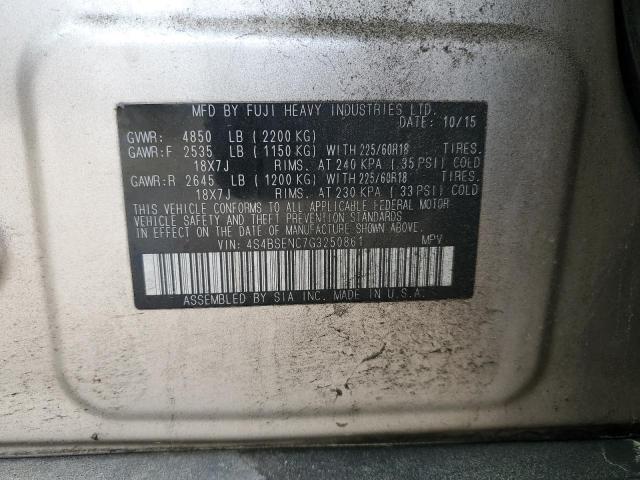 MFD BY FUJI HEAVY INDUSTRIES LTD.
DATE: 10/15
GVWR: 4850 LB (2200 KG)
GAWR:F 2535 LB (1150 KG) WITH 225/60R18 TIRES.
18X7J RIMS. AT 240 KPA (35 PSI) COLD
GAWR:R 2645 LB (1200 KG) WITH 225/60R18 TIRES.
18X7J RIMS. AT 230 KPA (33 PSI) COLD
THIS VEHICLE CONFORMS TO ALL APPLICABLE FEDERAL MOTOR
VEHICLE SAFETY AND THEFT PREVENTION STANDARDS
IN EFFECT ON THE DATE OF MANUFACTURE SHOWN ABOVE.
VIN: 4S4BSENC7G3250861 MPV
ASSEMBLED BY SIA INC. MADE IN U.S.A.